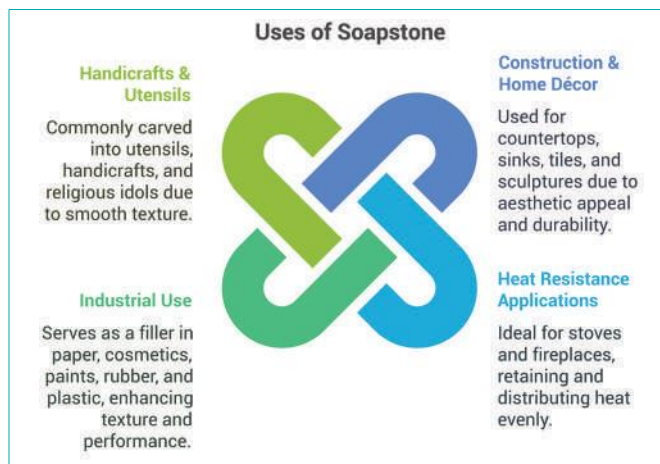 Uses of Soapstone
Handicrafts &
Utensils
Commonly carved
into utensils,
handicrafts, and
religious idols due
to smooth texture.
Construction &
Home Décor
Used for
countertops,
sinks, tiles, and
sculptures due to
aesthetic appeal
and durability.
Industrial Use
Serves as a filler in
paper, cosmetics,
paints, rubber, and
plastic, enhancing
texture and
performance.
Heat Resistance
Applications
Ideal for stoves
and fireplaces,
retaining and
distributing heat
evenly.